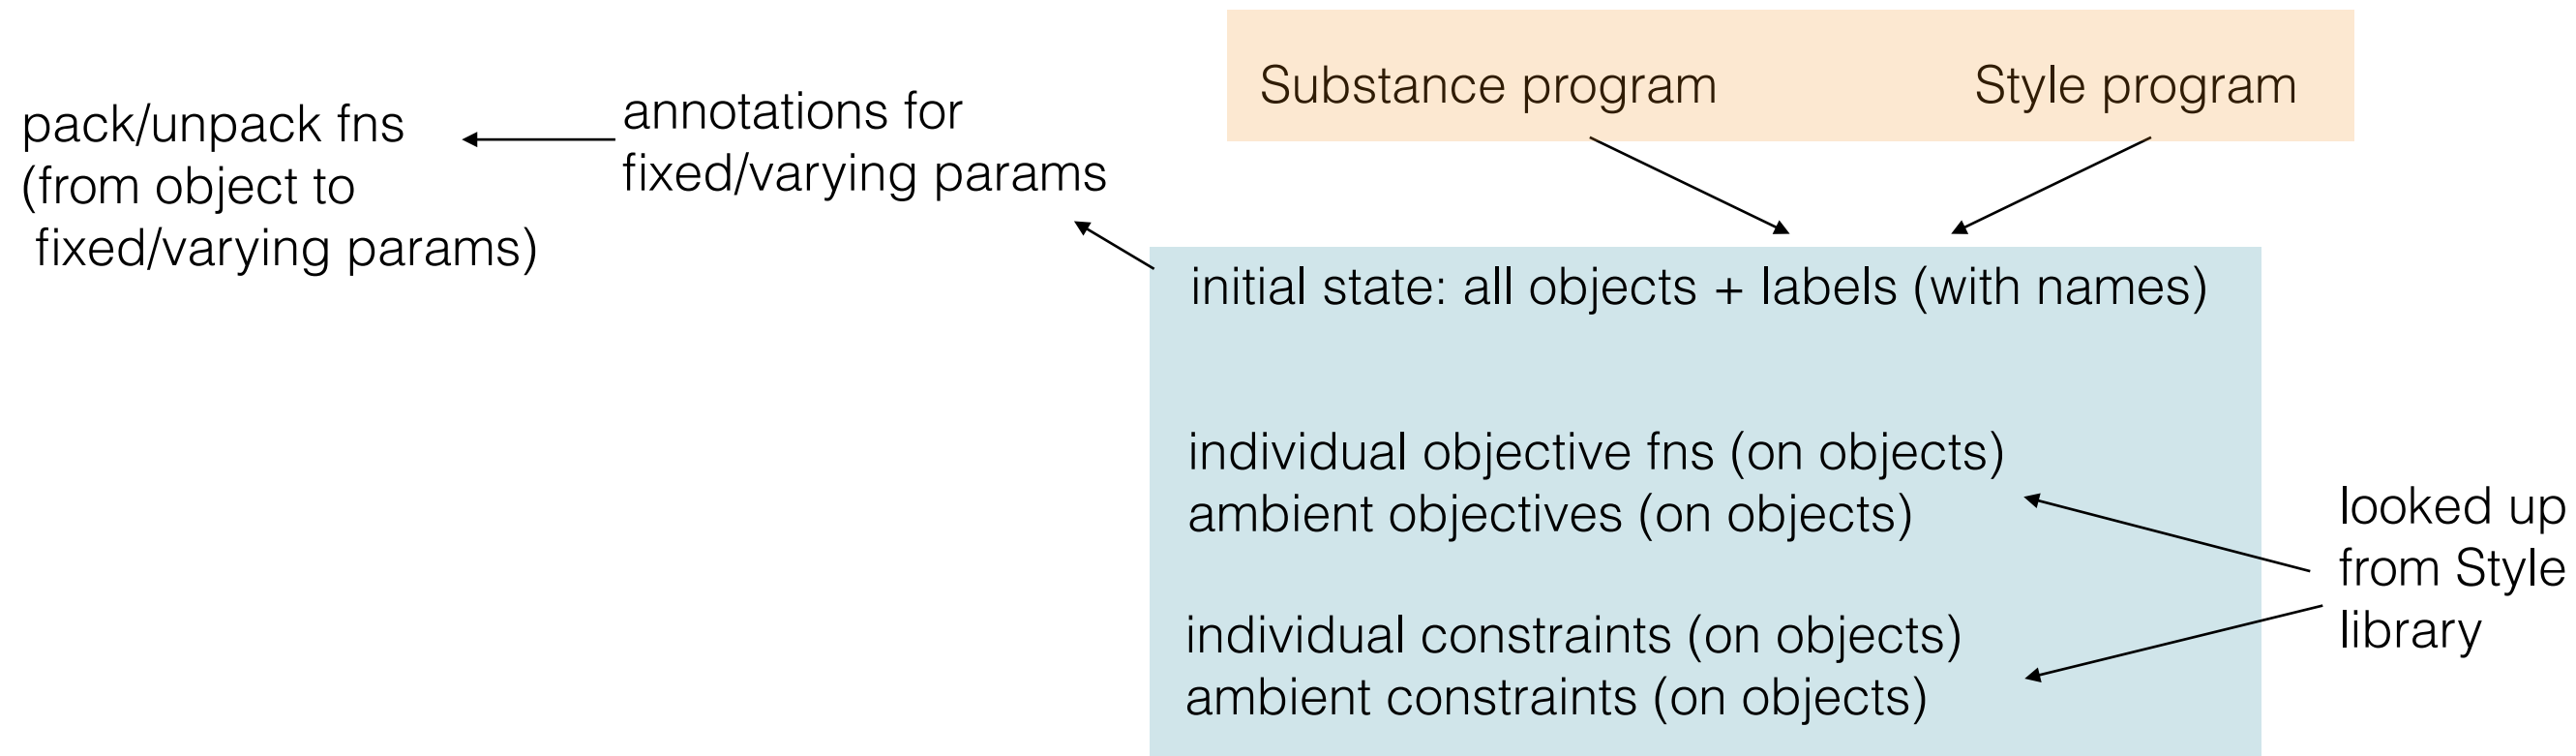 Substance program
Style program
pack/unpack fns
(from object to
fixed/varying params)
annotations for
fixed/varying params
initial state: all objects + labels (with names)
individual objective fns (on objects)
ambient objectives (on objects)
individual constraints (on objects)
ambient constraints (on objects)
looked up
from Style
library